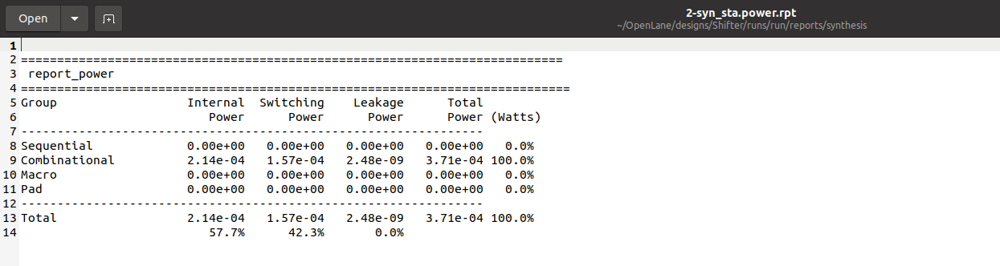 Open
2-syn_sta.power.rpt
~/OpenLane/designs/Shifter/runs/run/reports/synthesis
1
2 ===========================================================================
3  report_power
4 ============================================================================
5 Group                  Internal  Switching    Leakage      Total
6                           Power      Power      Power      Power (Watts)
7 ----------------------------------------------------------------
8 Sequential             0.00e+00   0.00e+00   0.00e+00   0.00e+00   0.0%
9 Combinational          2.14e-04   1.57e-04   2.48e-09   3.71e-04 100.0%
10 Macro                  0.00e+00   0.00e+00   0.00e+00   0.00e+00   0.0%
11 Pad                    0.00e+00   0.00e+00   0.00e+00   0.00e+00   0.0%
12 ----------------------------------------------------------------
13 Total                  2.14e-04   1.57e-04   2.48e-09   3.71e-04 100.0%
14                           57.7%      42.3%       0.0%